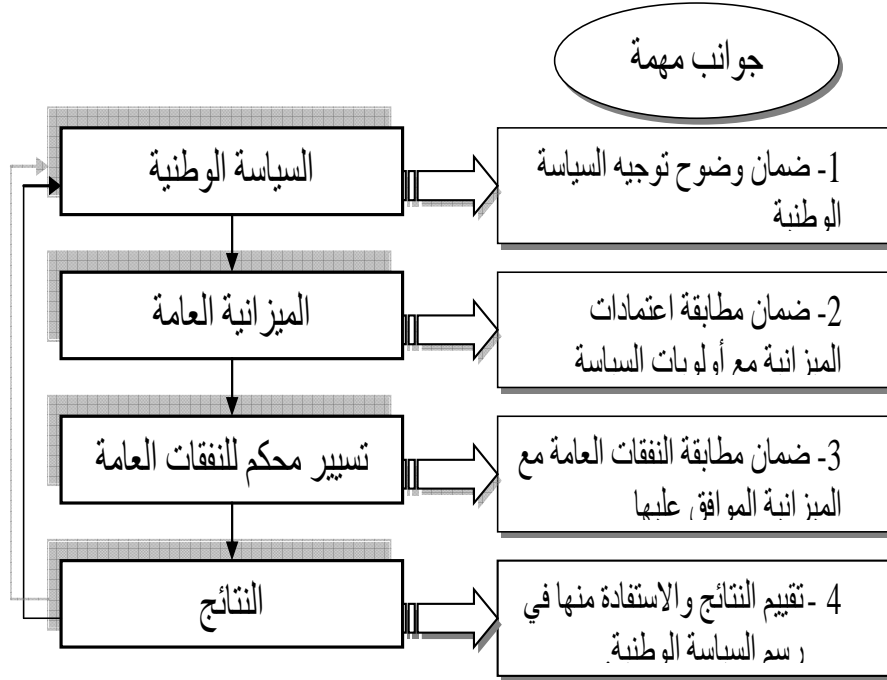 جوانب مهمة
السياسة الوطنية
1- ضمان وضوح توجيه السياسة
الوطنية
الميزانية العامة
2- ضمان مطابقة اعتمادات
الميزانية مع أولويات السياسة
تسيير محكم للنفقات العامة
3- ضمان مطابقة النفقات العامة مع
الميزانية الموافق عليها
النتائج
4 - تقييم النتائج والاستفادة منها في
رسم السياسة الوطنية.